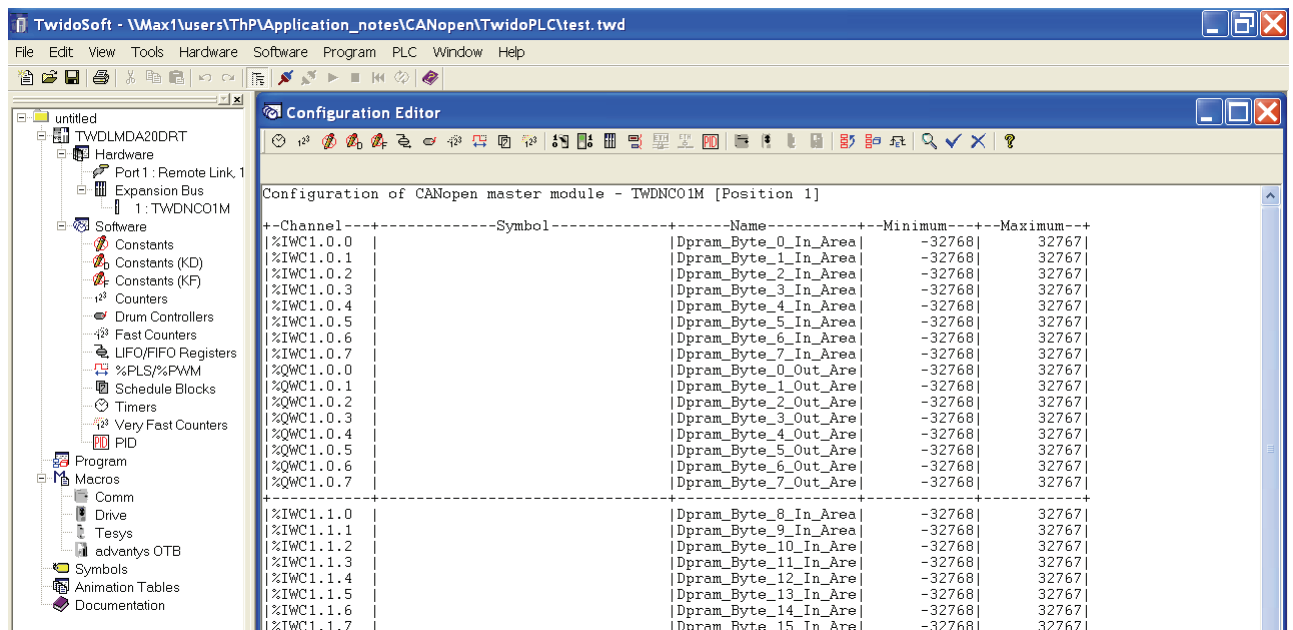 TwidoSoft - \\Max1\users\ThP\Application_notes\CANopen\TwidoPLC\test.twd
File Edit View Tools Hardware Software Program PLC Window Help
untitled
TWDLMDA20DRT
Hardware
Port 1 : Remote Link, 1
Expansion Bus
1 : TWDNCO1M
Software
Constants
Constants (KD)
Constants (KF)
Counters
Drum Controllers
Fast Counters
LIFO/FIFO Registers
%PLS/%PWM
Schedule Blocks
Timers
Very Fast Counters
PID
Program
Macros
Comm
Drive
Tesys
advantys OTB
Symbols
Animation Tables
Documentation
Configuration Editor
PID
Configuration of CANopen master module - TWDNCO1M [Position 1]
+-Channel---+-------------Symbol-------------+------Name----------+--Minimum---+--Maximum--+
|%IWC1.0.0 | |Dpram_Byte_0_In_Area| -32768| 32767|
|%IWC1.0.1 | |Dpram_Byte_1_In_Area| -32768| 32767|
|%IWC1.0.2 | |Dpram_Byte_2_In_Area| -32768| 32767|
|%IWC1.0.3 | |Dpram_Byte_3_In_Area| -32768| 32767|
|%IWC1.0.4 | |Dpram_Byte_4_In_Area| -32768| 32767|
|%IWC1.0.5 | |Dpram_Byte_5_In_Area| -32768| 32767|
|%IWC1.0.6 | |Dpram_Byte_6_In_Area| -32768| 32767|
|%IWC1.0.7 | |Dpram_Byte_7_In_Area| -32768| 32767|
|%QWC1.0.0 | |Dpram_Byte_0_Out_Are| -32768| 32767|
|%QWC1.0.1 | |Dpram_Byte_1_Out_Are| -32768| 32767|
|%QWC1.0.2 | |Dpram_Byte_2_Out_Are| -32768| 32767|
|%QWC1.0.3 | |Dpram_Byte_3_Out_Are| -32768| 32767|
|%QWC1.0.4 | |Dpram_Byte_4_Out_Are| -32768| 32767|
|%QWC1.0.5 | |Dpram_Byte_5_Out_Are| -32768| 32767|
|%QWC1.0.6 | |Dpram_Byte_6_Out_Are| -32768| 32767|
|%QWC1.0.7 | |Dpram_Byte_7_Out_Are| -32768| 32767|
+-----------+--------------------------------+--------------------+------------+-----------+
|%IWC1.1.0 | |Dpram_Byte_8_In_Area| -32768| 32767|
|%IWC1.1.1 | |Dpram_Byte_9_In_Area| -32768| 32767|
|%IWC1.1.2 | |Dpram_Byte_10_In_Are| -32768| 32767|
|%IWC1.1.3 | |Dpram_Byte_11_In_Are| -32768| 32767|
|%IWC1.1.4 | |Dpram_Byte_12_In_Are| -32768| 32767|
|%IWC1.1.5 | |Dpram_Byte_13_In_Are| -32768| 32767|
|%IWC1.1.6 | |Dpram_Byte_14_In_Are| -32768| 32767|
|%IWC1.1.7 | |Dpram_Byte_15_In_Are| -32768| 32767|